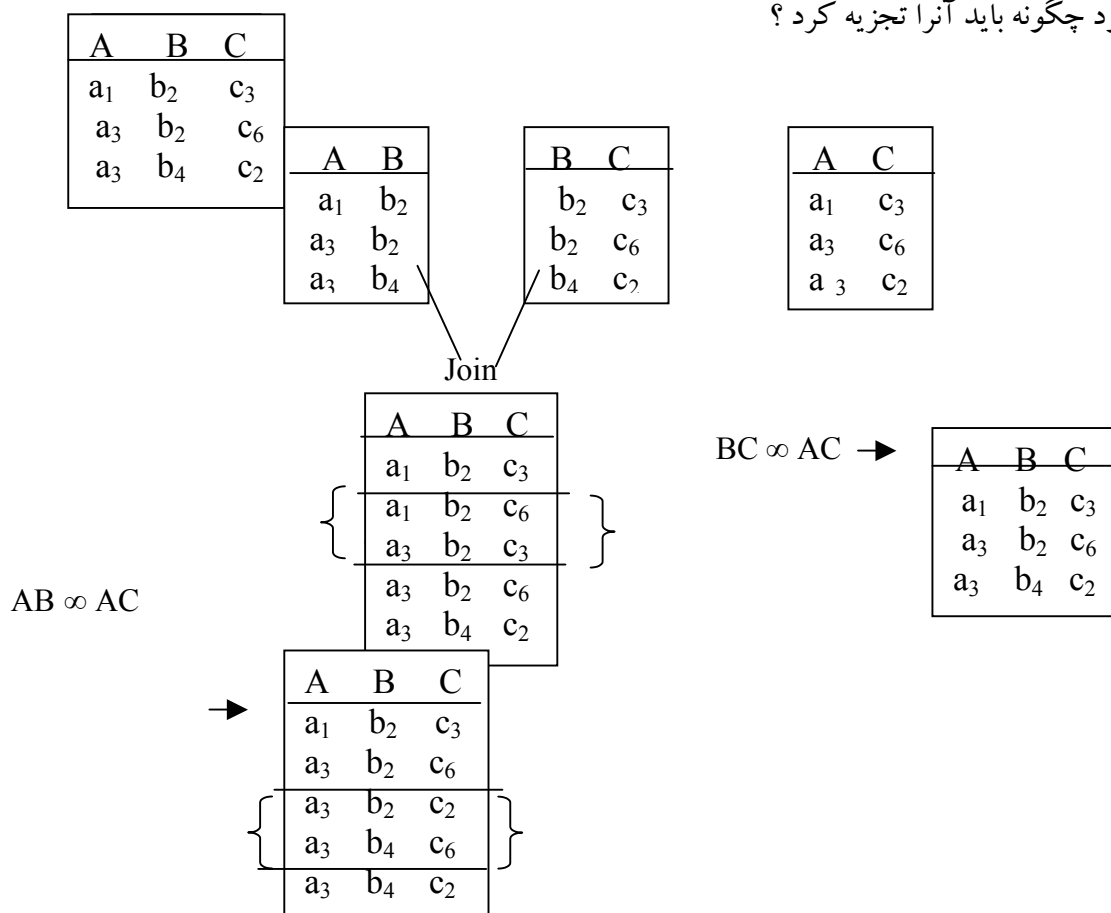 چگونه باید آنرا تجزیه کرد ؟
A B C
a₁ b₂ c₃
a₃ b₂ c₆
a₃ b₄ c₂
A B
a₁ b₂
a₃ b₂
a₃ b₄
B C
b₂ c₃
b₂ c₆
b₄ c₂
A C
a₁ c₃
a₃ c₆
a ₃ c₂
Join
A B C
a₁ b₂ c₃
a₁ b₂ c₆
a₃ b₂ c₃
a₃ b₂ c₆
a₃ b₄ c₂
BC ∞ AC
A B C
a₁ b₂ c₃
a₃ b₂ c₆
a₃ b₄ c₂
AB ∞ AC
A B C
a₁ b₂ c₃
a₃ b₂ c₆
a₃ b₂ c₂
a₃ b₄ c₆
a₃ b₄ c₂